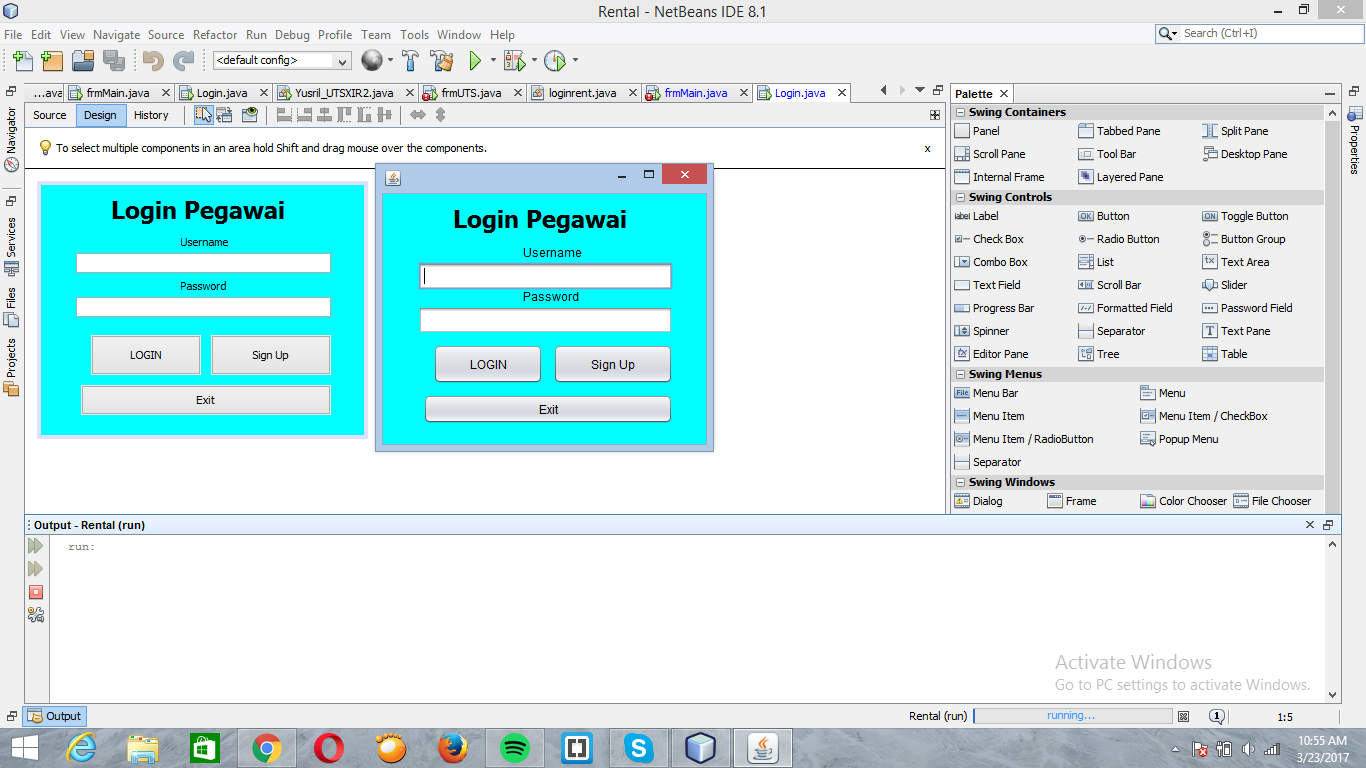 Rental - NetBeans IDE 8.1
File Edit View Navigate Source Refactor Run Debug Profile Team Tools Window Help
Search (Ctrl+I)
<default config>
...ava frmMain.java Login.java Yusril_UTSXIR2.java frmUTS.java loginrent.java frmMain.java Login.java
Source Design History
To select multiple components in an area hold Shift and drag mouse over the components. x
Navigator
Services
Files
Projects
Login Pegawai
Username
Password
LOGIN Sign Up
Exit
Login Pegawai
Username
Password
LOGIN Sign Up
Exit
Palette
Swing Containers
Panel Tabbed Pane Split Pane
Scroll Pane Tool Bar Desktop Pane
Internal Frame Layered Pane
Swing Controls
label Label OK Button ON Toggle Button
Check Box Radio Button Button Group
Combo Box List Text Area
Text Field Scroll Bar Slider
Progress Bar Formatted Field Password Field
Spinner Separator Text Pane
Editor Pane Tree Table
Swing Menus
File Menu Bar Menu
Menu Item Menu Item / CheckBox
Menu Item / RadioButton Popup Menu
Separator
Swing Windows
Dialog Frame Color Chooser File Chooser
Properties
Output - Rental (run)
run:
Activate Windows
Go to PC settings to activate Windows.
Output
Rental (run) running... 1 1:5
10:55 AM
3/23/2017